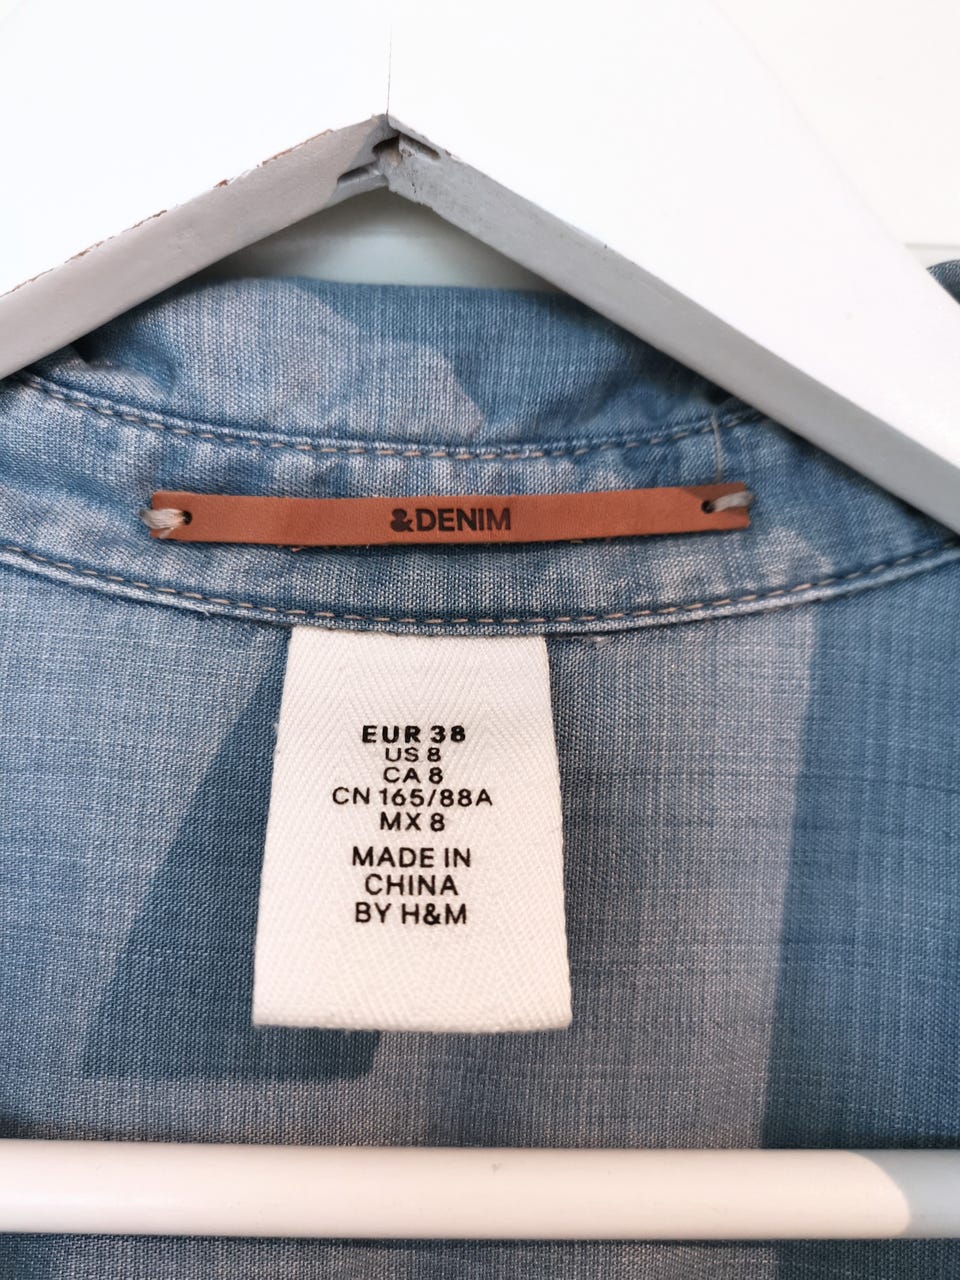 &DENIM
EUR 38
US 8
CA 8
CN 165/88A
MX 8
MADE IN
CHINA
BY H&M